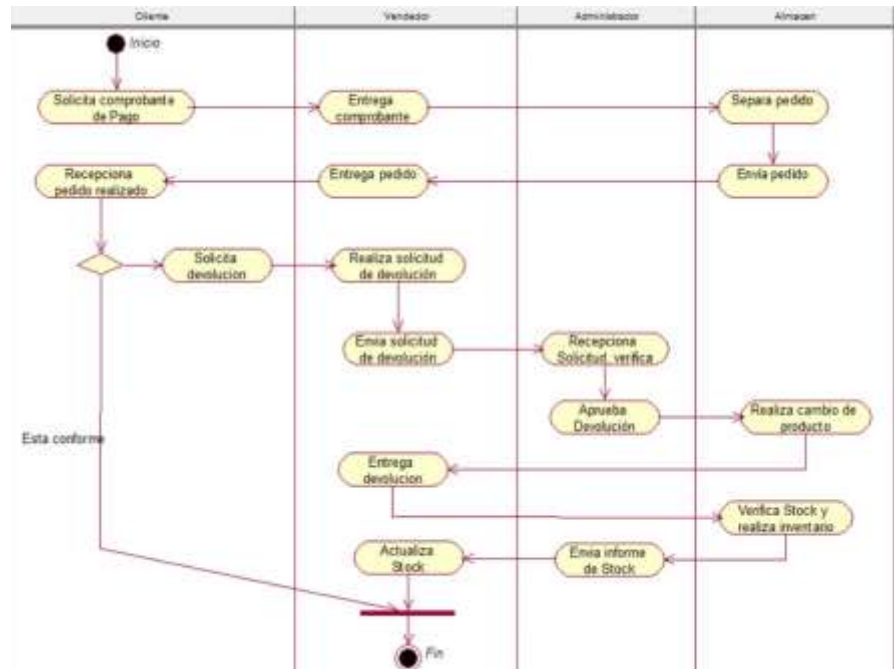 Cliente
Vendedor
Administrador
Almacen
Inicio
Solicita comprobante
de Pago
Entrega
comprobante
Separa pedido
Recepciona
pedido realizado
Entrega pedido
Envia pedido
Solicita
devolucion
Realiza solicitud
de devolución
Envia solicitud
de devolución
Recepciona
Solicitud, verifica
Aprueba
Devolución
Realiza cambio de
producto
Esta conforme
Entrega
devolucion
Verifica Stock y
realiza inventario
Actualiza
Stock
Envia informe
de Stock
Fin